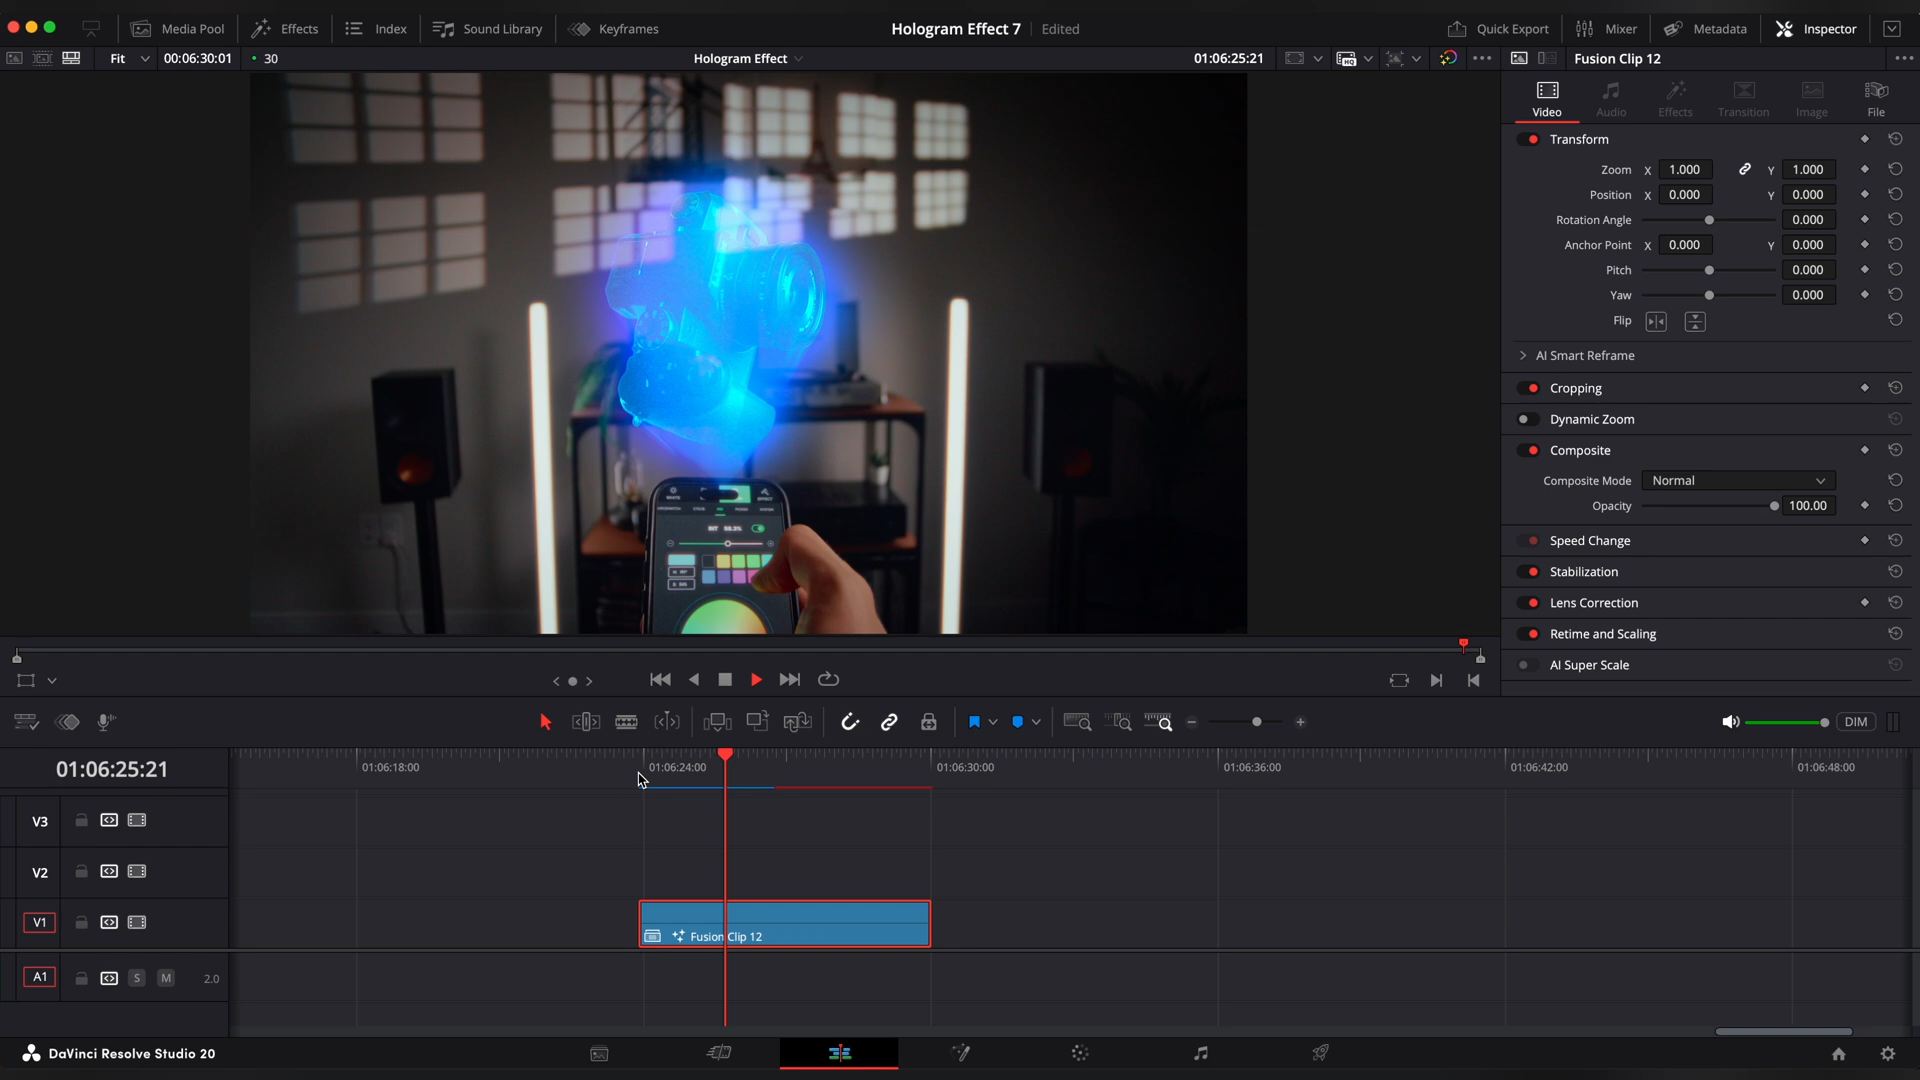 Media Pool
Effects
Index
Sound Library
Keyframes
Hologram Effect 7
Edited
Quick Export
Mixer
Metadata
Inspector
Fit
00:06:30:01
30
Hologram Effect
01:06:25:21
HQ
Fusion Clip 12
Video
Audio
Effects
Transition
Image
File
Transform
Zoom X 1.000 Y 1.000
Position X 0.000 Y 0.000
Rotation Angle 0.000
Anchor Point X 0.000 Y 0.000
Pitch 0.000
Yaw 0.000
Flip
AI Smart Reframe
Cropping
Dynamic Zoom
Composite
Composite Mode Normal
Opacity 100.00
Speed Change
Stabilization
Lens Correction
Retime and Scaling
AI Super Scale
WHITE
EFFECT
DIM
01:06:25:21
01:06:18:00
01:06:24:00
01:06:30:00
01:06:36:00
01:06:42:00
01:06:48:00
V3
V2
V1
Fusion Clip 12
A1
S
M
2.0
DaVinci Resolve Studio 20